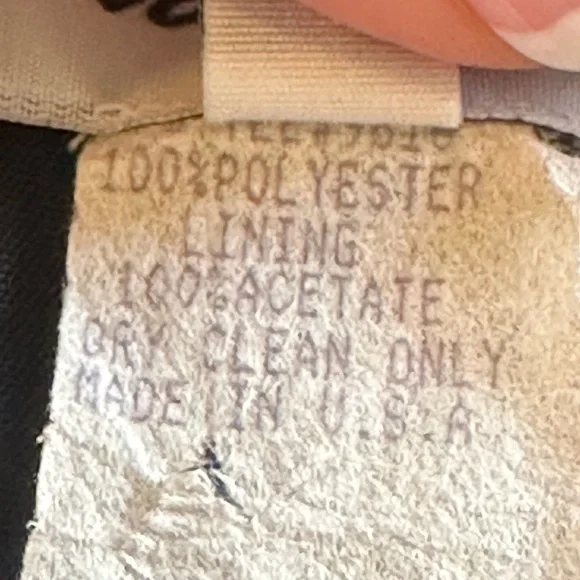 100%POLYESTER
LINING
100%ACETATE
DRY CLEAN ONLY
MADE IN U.S.A